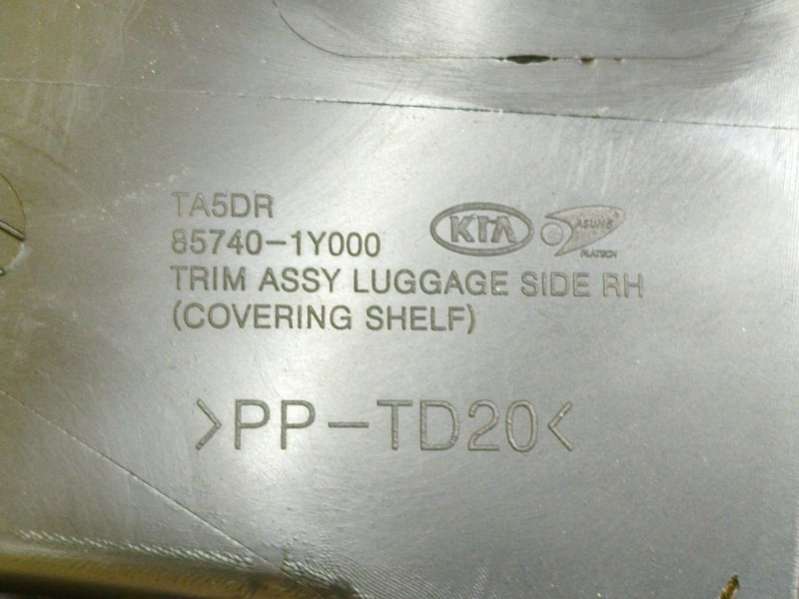 TA5DR
85740-1Y000
KIA
TRIM ASSY LUGGAGE SIDE RH
(COVERING SHELF)
>PP-TD20<